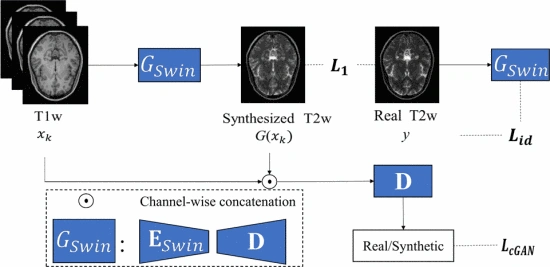 G_Swin
L_1
G_Swin
T1w
x_k
Synthesized T2w
G(x_k)
Real T2w
y
L_id
D
Channel-wise concatenation
G_Swin : E_Swin D
Real/Synthetic
L_cGAN